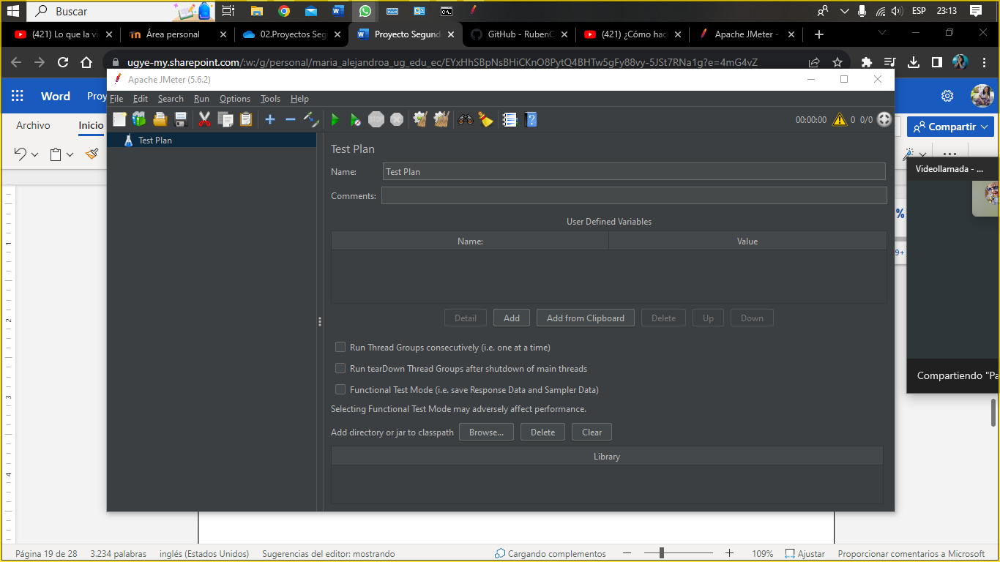 Buscar
ESP 23:13
(421) Lo que la vi
Área personal
02.Proyectos Seg
Proyecto Segund
GitHub - RubenC
(421) ¿Cómo hac
Apache JMeter -
ugye-my.sharepoint.com/:w:/g/personal/maria_alejandroa_ug_edu_ec/EYxHhSBpNsBHiCKnO8PytQ4BHTw5gFy88vy-5JSt7RNa1g?e=4mG4vZ
Apache JMeter (5.6.2)
Word Proy
File Edit Search Run Options Tools Help
Archivo Inicio
Compartir
STOP
00:00:00 0 0/0
Test Plan
Test Plan
Name: Test Plan
Comments:
Videollamada - ...
User Defined Variables
%
Name: Value
9+
Detail Add Add from Clipboard Delete Up Down
Run Thread Groups consecutively (i.e. one at a time)
Run tearDown Thread Groups after shutdown of main threads
Compartiendo "Pa
Functional Test Mode (i.e. save Response Data and Sampler Data)
Selecting Functional Test Mode may adversely affect performance.
Add directory or jar to classpath Browse... Delete Clear
Library
1
2
3
4
Página 19 de 28 3.234 palabras inglés (Estados Unidos) Sugerencias del editor: mostrando Cargando complementos 109% Ajustar Proporcionar comentarios a Microsoft